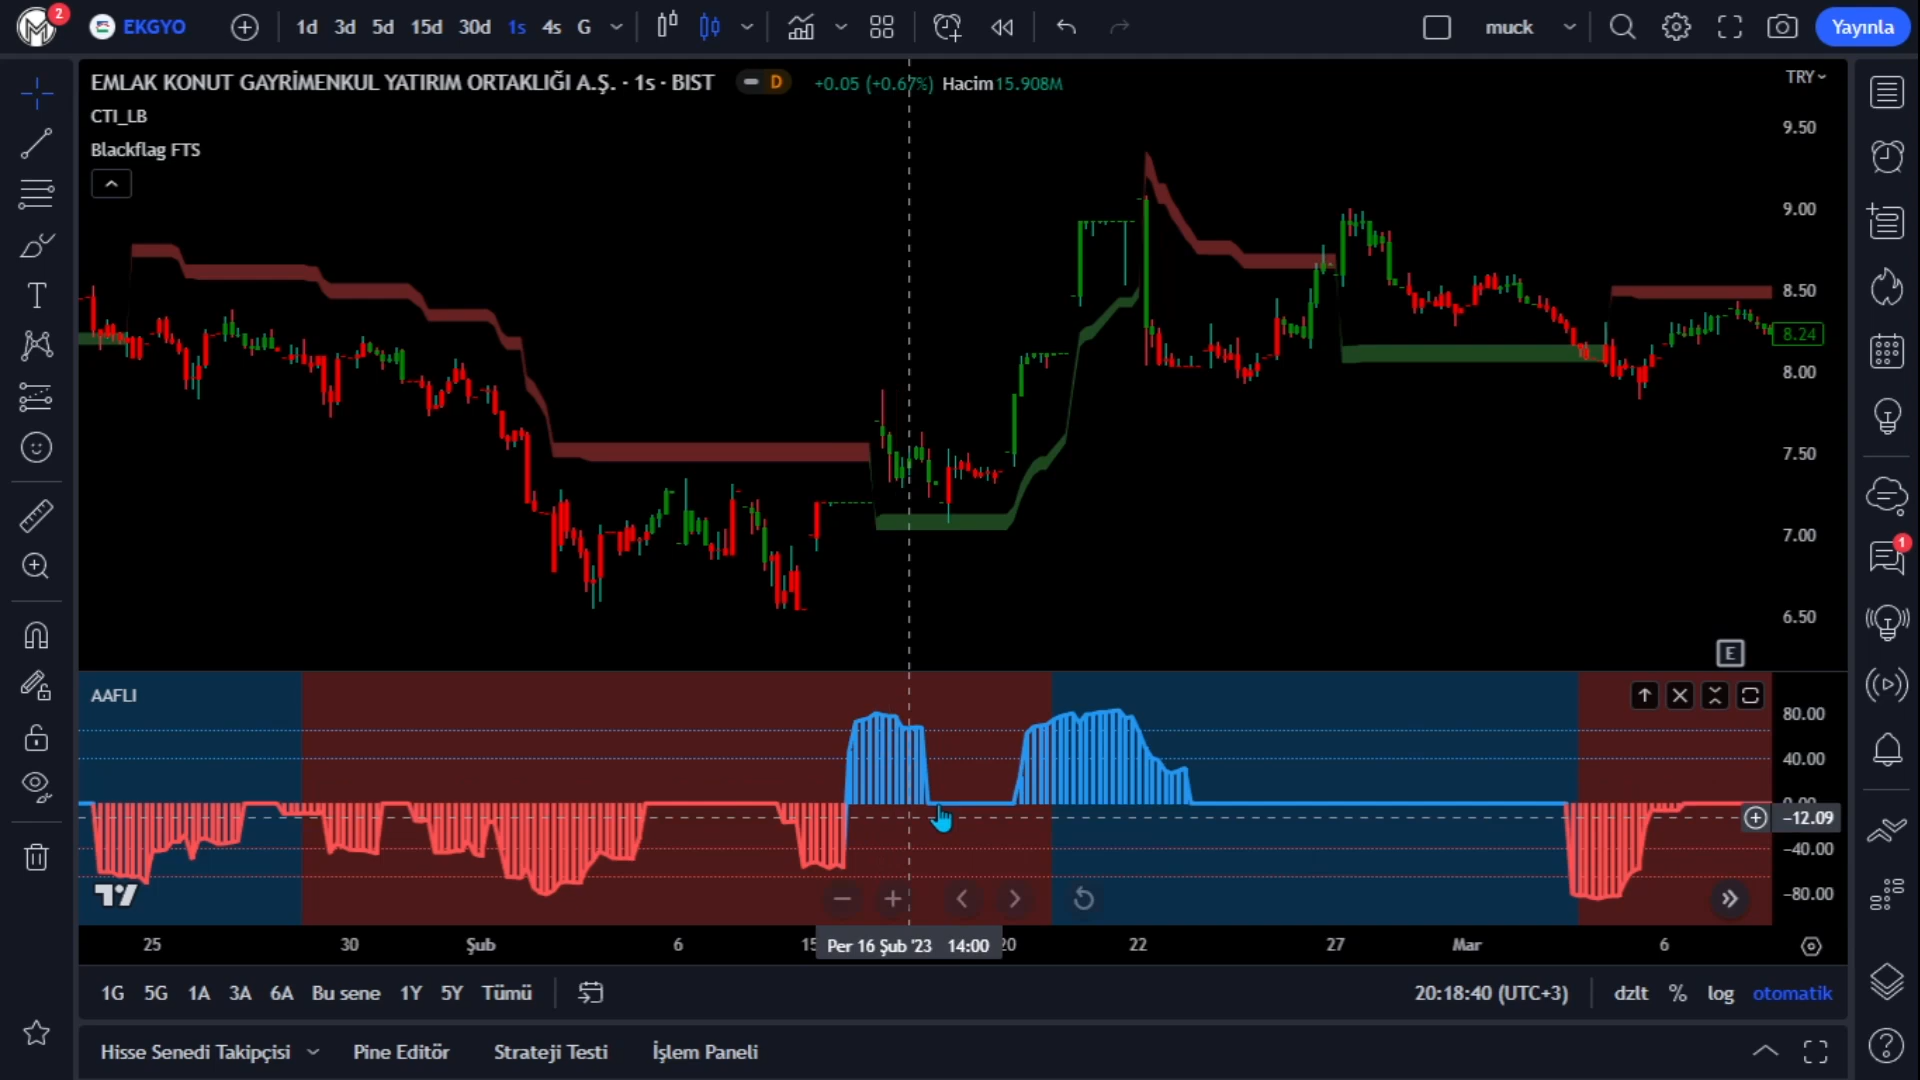 2
EKGYO
1d 3d 5d 15d 30d 1s 4s G
muck
Yayınla
EMLAK KONUT GAYRİMENKUL YATIRIM ORTAKLIĞI A.Ş. · 1s · BIST
D
+0.05 (+0.67%) Hacim 15.908M
TRY
CTI_LB
Blackflag FTS
9.50
9.00
8.50
8.24
8.00
7.50
7.00
6.50
E
1
AAFLI
80.00
40.00
0.00
−12.09
−40.00
−80.00
25 30 Şub 6 15 Per 16 Şub '23 14:00 20 22 27 Mar 6
1G 5G 1A 3A 6A Bu sene 1Y 5Y Tümü
20:18:40 (UTC+3)
dzlt % log otomatik
Hisse Senedi Takipçisi Pine Editör Strateji Testi İşlem Paneli